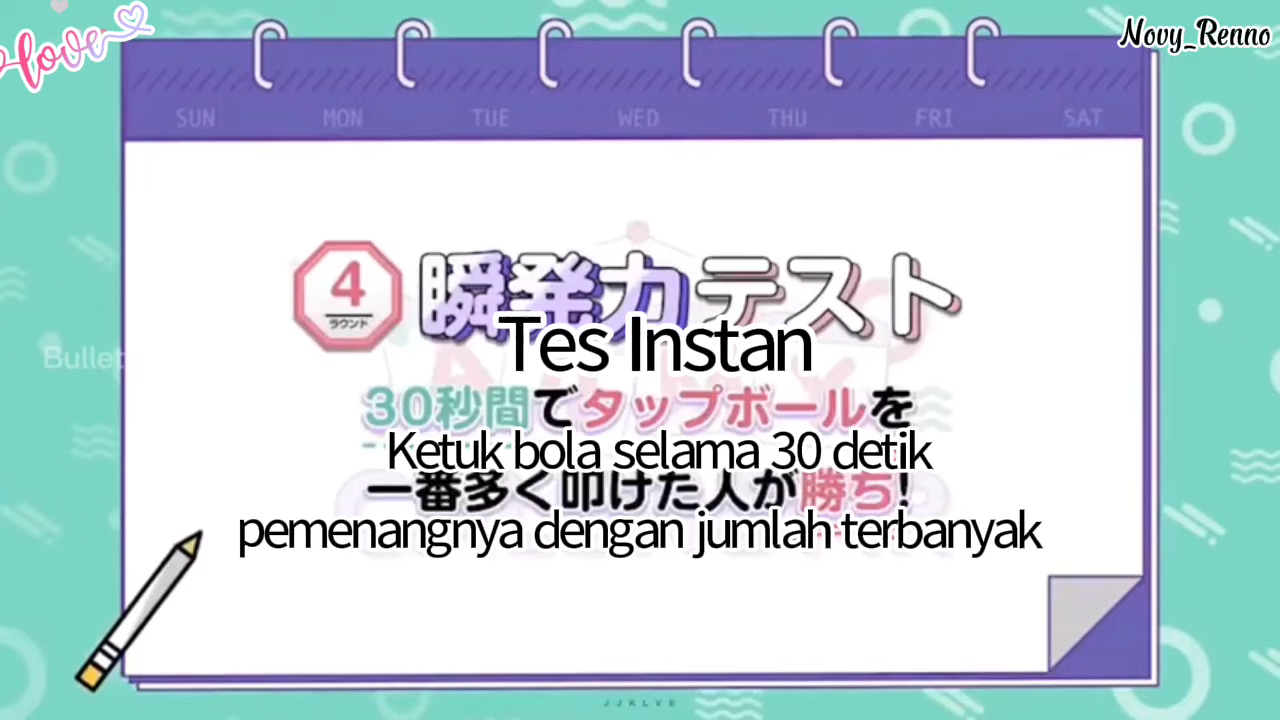 love
Novy_Renno
SUN MON TUE WED THU FRI SAT
4
ラウンド
瞬発力テスト
Tes Instan
Bullet
30秒間でタップボールを
Ketuk bola selama 30 detik
一番多く叩けた人が勝ち!
pemenangnya dengan jumlah terbanyak
JJKLVE